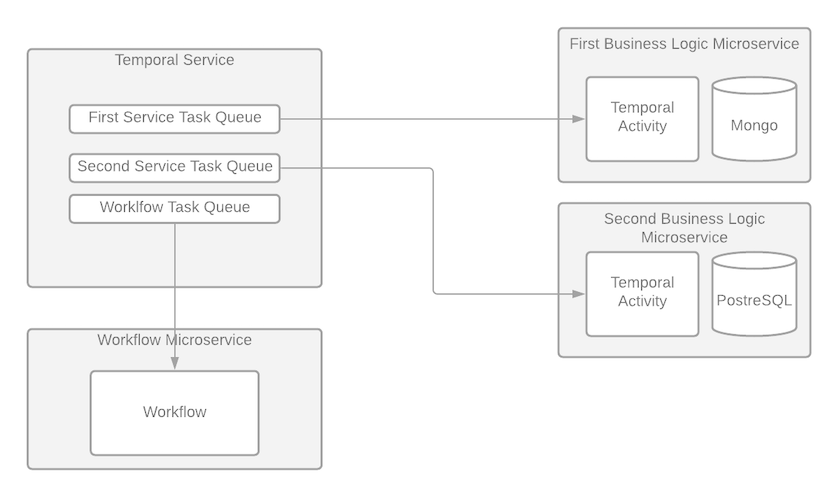 Temporal Service
First Service Task Queue
Second Service Task Queue
Worklfow Task Queue
Workflow Microservice
Workflow
First Business Logic Microservice
Temporal
Activity
Mongo
Second Business Logic
Microservice
Temporal
Activity
PostreSQL